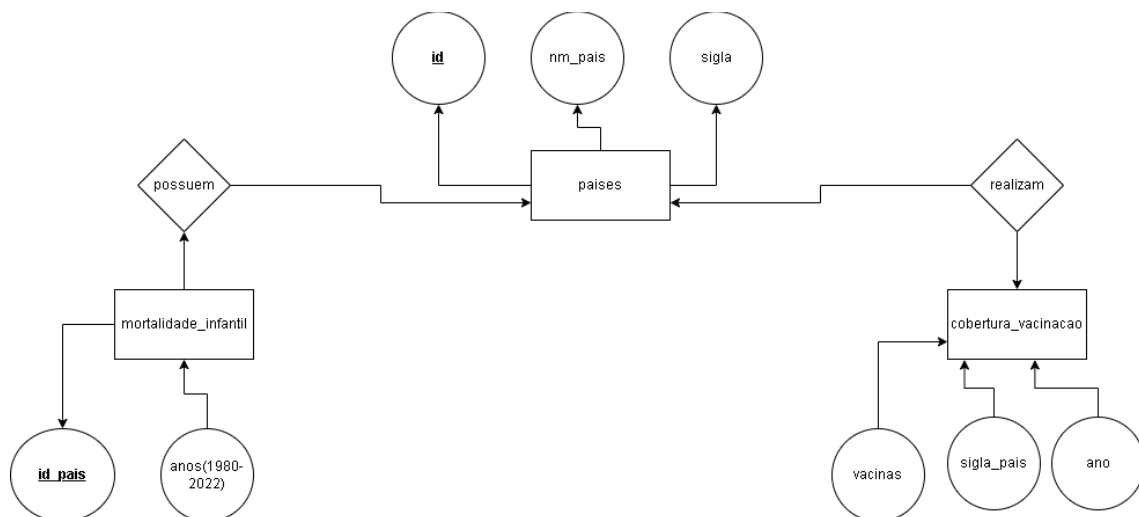 id
nm_pais
sigla
possuem
paises
realizam
mortalidade_infantil
cobertura_vacinacao
id_pais
anos(1980-
2022)
vacinas
sigla_pais
ano